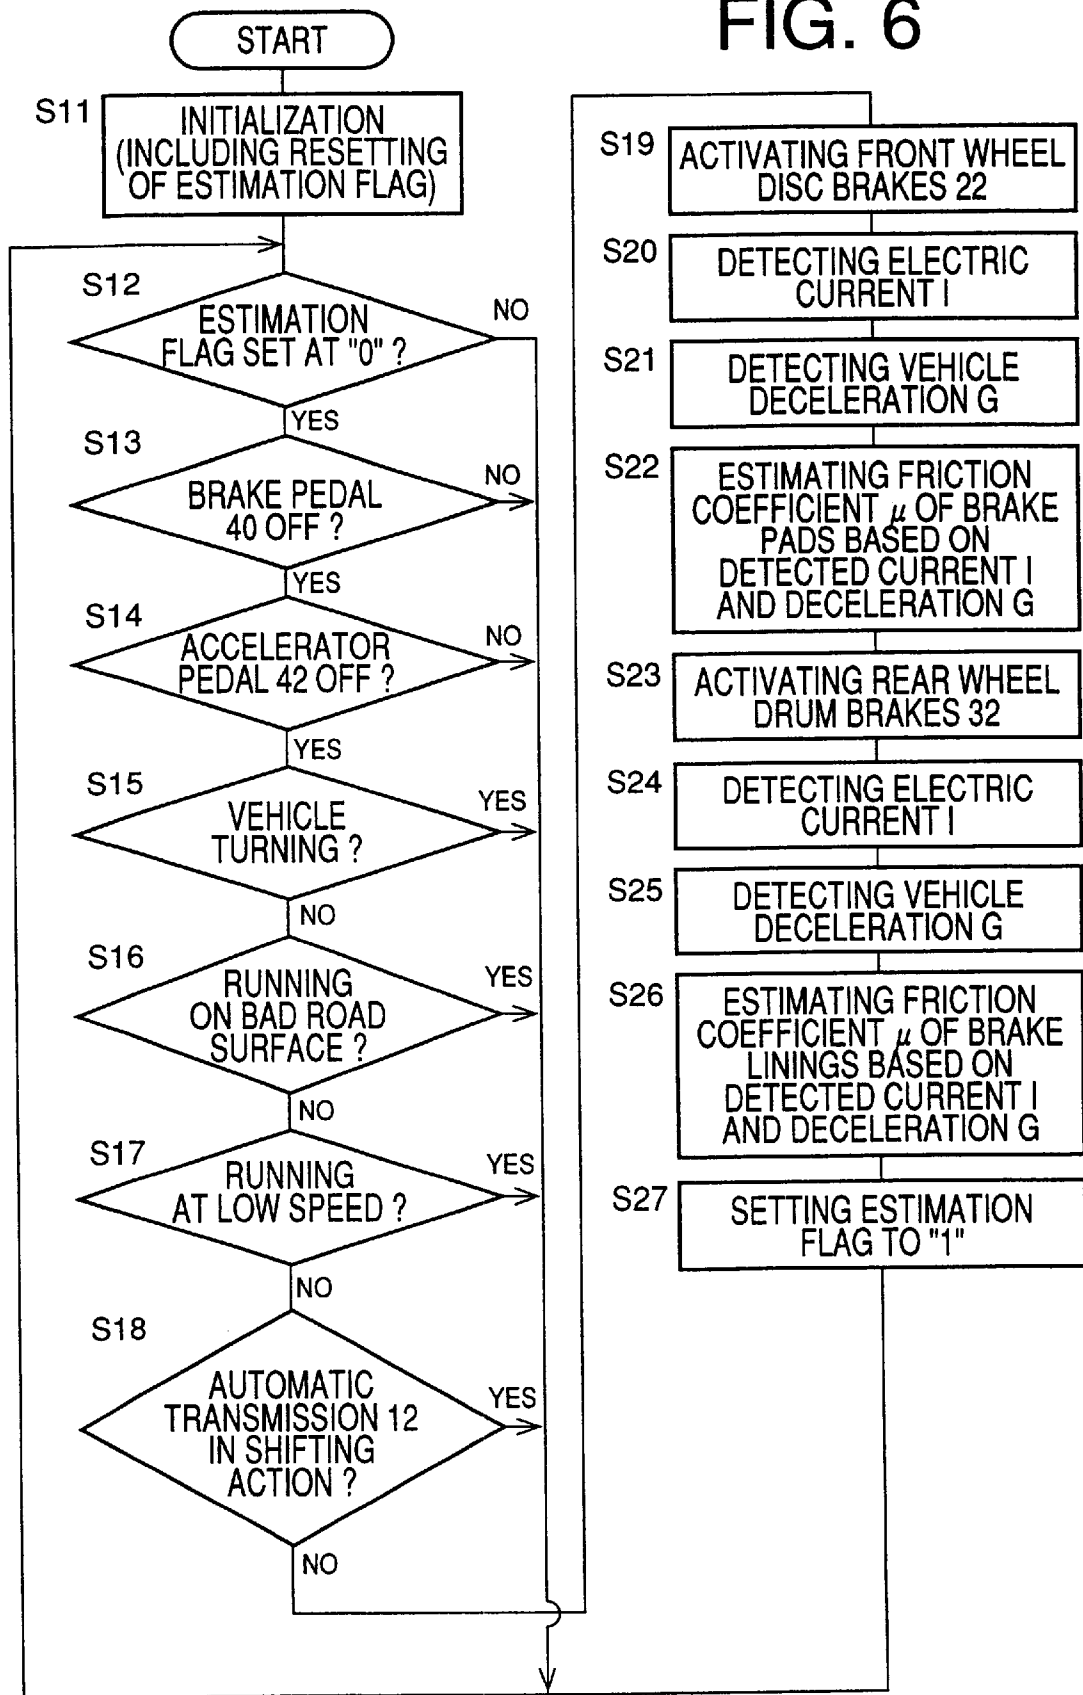 FIG. 6
START
S11
INITIALIZATION
(INCLUDING RESETTING
OF ESTIMATION FLAG)
S12
ESTIMATION
FLAG SET AT "0" ?
NO
YES
S13
BRAKE PEDAL
40 OFF ?
NO
YES
S14
ACCELERATOR
PEDAL 42 OFF ?
NO
YES
S15
VEHICLE
TURNING ?
YES
NO
S16
RUNNING
ON BAD ROAD
SURFACE ?
YES
NO
S17
RUNNING
AT LOW SPEED ?
YES
NO
S18
AUTOMATIC
TRANSMISSION 12
IN SHIFTING
ACTION ?
YES
NO
S19
ACTIVATING FRONT WHEEL
DISC BRAKES 22
S20
DETECTING ELECTRIC
CURRENT I
S21
DETECTING VEHICLE
DECELERATION G
S22
ESTIMATING FRICTION
COEFFICIENT μ OF BRAKE
PADS BASED ON
DETECTED CURRENT I
AND DECELERATION G
S23
ACTIVATING REAR WHEEL
DRUM BRAKES 32
S24
DETECTING ELECTRIC
CURRENT I
S25
DETECTING VEHICLE
DECELERATION G
S26
ESTIMATING FRICTION
COEFFICIENT μ OF BRAKE
LININGS BASED ON
DETECTED CURRENT I
AND DECELERATION G
S27
SETTING ESTIMATION
FLAG TO "1"